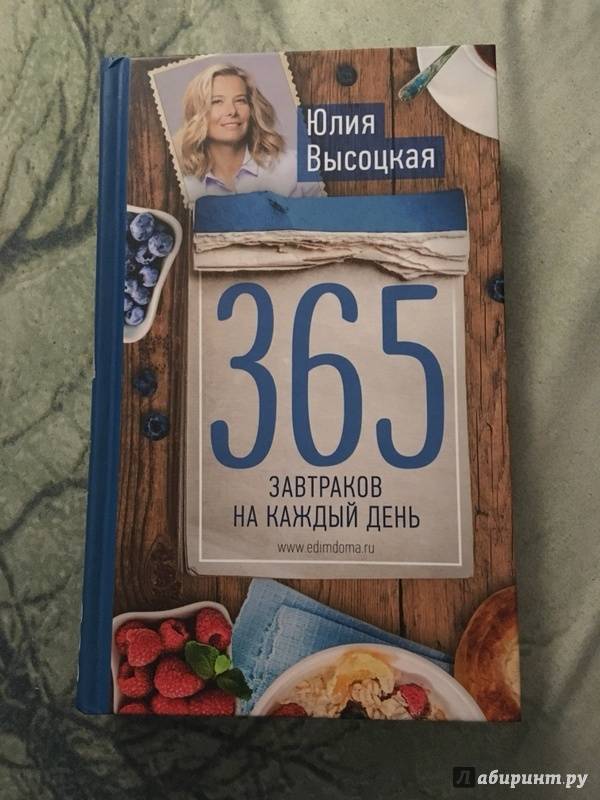 Юлия
Высоцкая
365
ЗАВТРАКОВ
НА КАЖДЫЙ ДЕНЬ
www.edimdoma.ru
Лабиринт.ру